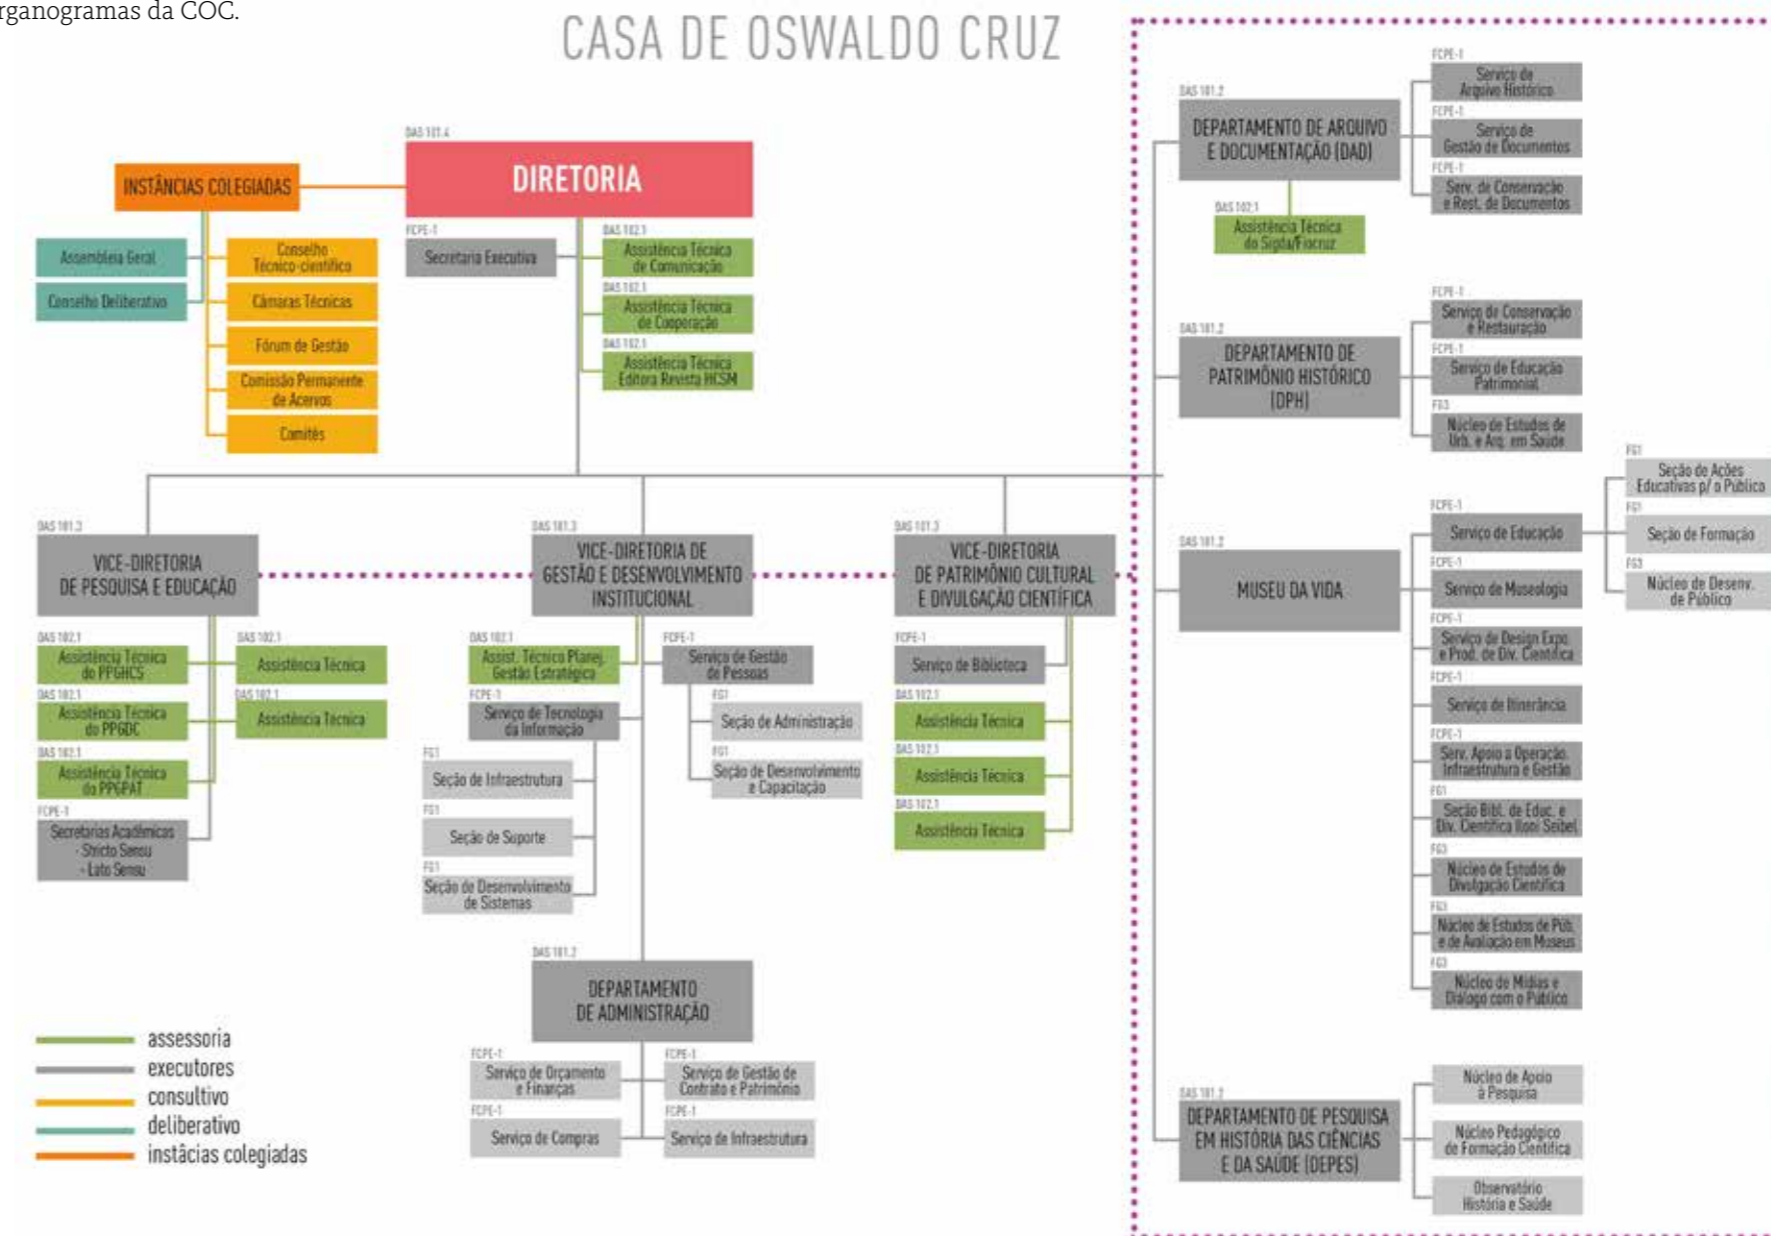 rganogramas da COC.
CASA DE OSWALDO CRUZ
DAS 101.4
DIRETORIA
INSTÂNCIAS COLEGIADAS
Assembleia Geral
Conselho Deliberativo
Conselho
Técnico-científico
Câmaras Técnicas
Fórum de Gestão
Comissão Permanente
de Acervos
Comitês
FCPE-1
Secretaria Executiva
DAS 102.1
Assistência Técnica
de Comunicação
DAS 102.1
Assistência Técnica
de Cooperação
DAS 102.1
Assistência Técnica
Editora Revista HCSM
DAS 101.3
VICE-DIRETORIA
DE PESQUISA E EDUCAÇÃO
DAS 102.1
Assistência Técnica
do PPGHCS
DAS 102.1
Assistência Técnica
DAS 102.1
Assistência Técnica
do PPGDC
DAS 102.1
Assistência Técnica
DAS 102.1
Assistência Técnica
do PPGPAT
FCPE-1
Secretarias Acadêmicas
- Stricto Sensu
- Lato Sensu
DAS 101.3
VICE-DIRETORIA DE
GESTÃO E DESENVOLVIMENTO
INSTITUCIONAL
DAS 102.1
Assist. Técnico Planej.
Gestão Estratégica
FCPE-1
Serviço de Tecnologia
da Informação
FG1
Seção de Infraestrutura
FG1
Seção de Suporte
FG1
Seção de Desenvolvimento
de Sistemas
FCPE-1
Serviço de Gestão
de Pessoas
FG1
Seção de Administração
FG1
Seção de Desenvolvimento
e Capacitação
DAS 101.2
DEPARTAMENTO
DE ADMINISTRAÇÃO
FCPE-1
Serviço de Orçamento
e Finanças
FCPE-1
Serviço de Gestão de
Contrato e Patrimônio
FCPE-1
Serviço de Compras
FCPE-1
Serviço de Infraestrutura
DAS 101.3
VICE-DIRETORIA
DE PATRIMÔNIO CULTURAL
E DIVULGAÇÃO CIENTÍFICA
FCPE-1
Serviço de Biblioteca
DAS 102.1
Assistência Técnica
DAS 102.1
Assistência Técnica
DAS 102.1
Assistência Técnica
DAS 101.2
DEPARTAMENTO DE ARQUIVO
E DOCUMENTAÇÃO (DAD)
DAS 102.1
Assistência Técnica
do Sigda/Fiocruz
FCPE-1
Serviço de
Arquivo Histórico
FCPE-1
Serviço de
Gestão de Documentos
FCPE-1
Serv. de Conservação
e Rest. de Documentos
DAS 101.2
DEPARTAMENTO DE
PATRIMÔNIO HISTÓRICO
(DPH)
FCPE-1
Serviço de Conservação
e Restauração
FCPE-1
Serviço de Educação
Patrimonial
FG3
Núcleo de Estudos de
Urb. e Arq. em Saúde
DAS 101.2
MUSEU DA VIDA
FCPE-1
Serviço de Educação
FG1
Seção de Ações
Educativas p/ o Público
FG1
Seção de Formação
FG3
Núcleo de Desenv.
de Público
FCPE-1
Serviço de Museologia
FCPE-1
Serviço de Design Expo.
e Prod. de Div. Científica
FCPE-1
Serviço de Itinerância
FCPE-1
Serv. Apoio a Operação.
Infraestrutura e Gestão
FG1
Seção Bibl. de Educ. e
Div. Científica Iloni Seibel
FG3
Núcleo de Estudos de
Divulgação Científica
FG3
Núcleo de Estudos de Púb.
e de Avaliação em Museus
FG3
Núcleo de Mídias e
Diálogo com o Público
DAS 101.2
DEPARTAMENTO DE PESQUISA
EM HISTÓRIA DAS CIÊNCIAS
E DA SAÚDE (DEPES)
Núcleo de Apoio
à Pesquisa
Núcleo Pedagógico
de Formação Científica
Observatório
História e Saúde
assessoria
executores
consultivo
deliberativo
instâcias colegiadas